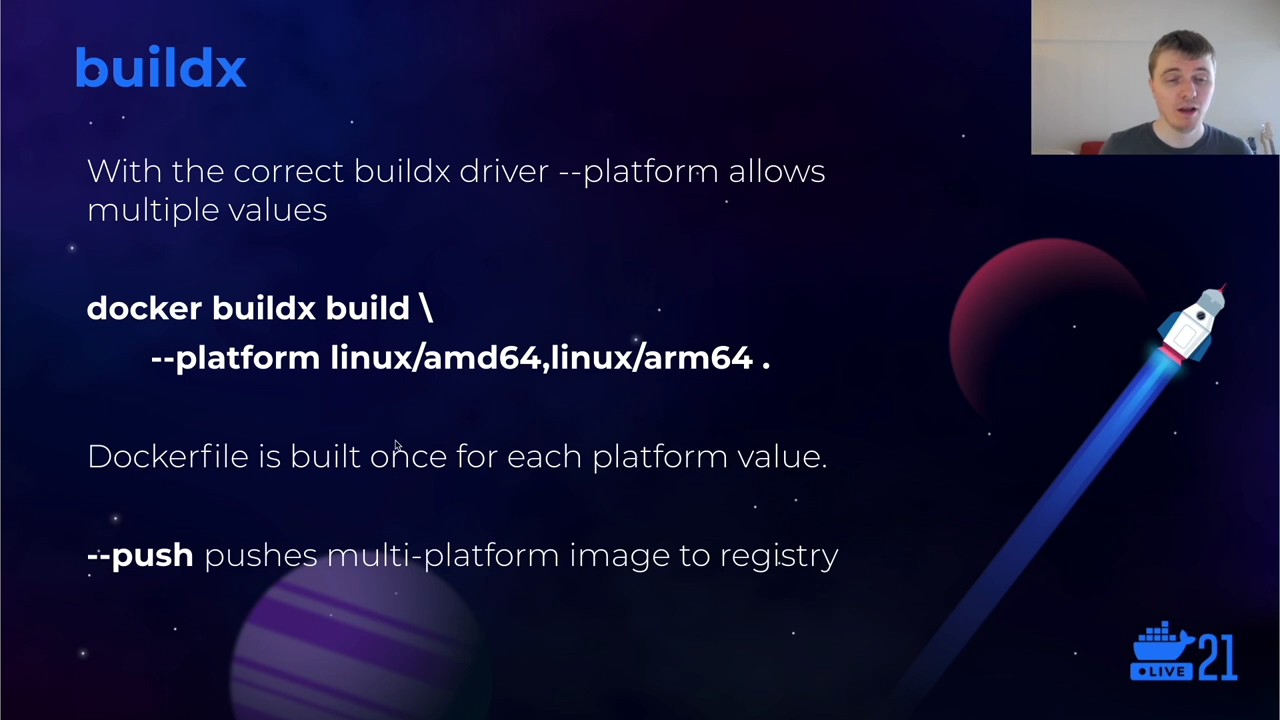 buildx
With the correct buildx driver --platform allows
multiple values
docker buildx build \
--platform linux/amd64,linux/arm64 .
Dockerfile is built once for each platform value.
--push pushes multi-platform image to registry
LIVE 21